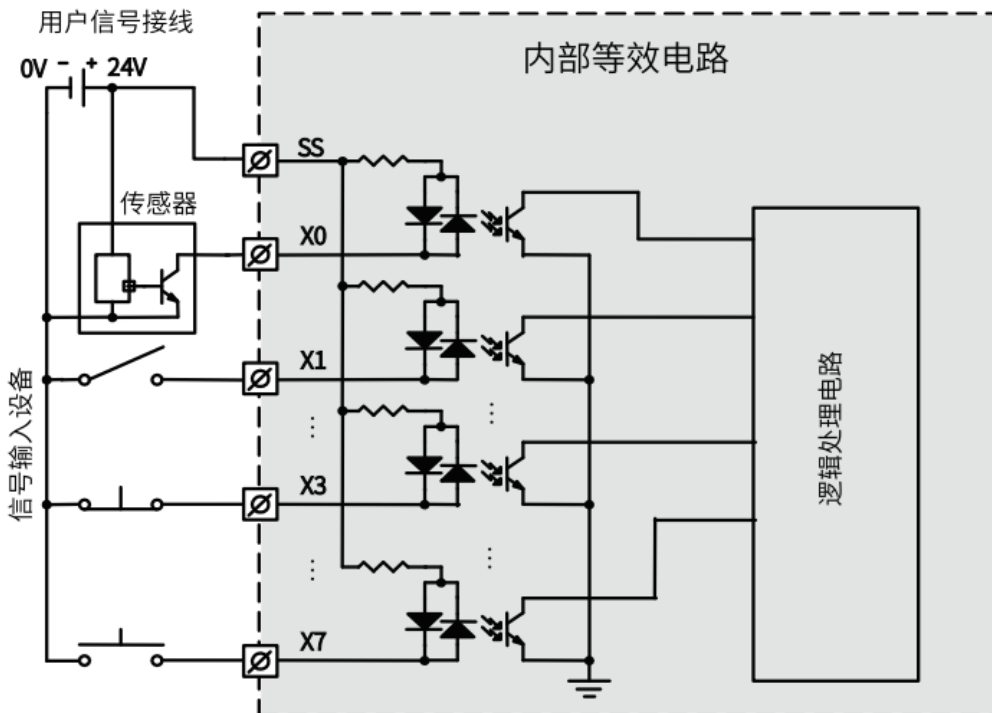 用户信号接线
内部等效电路
0V - + 24V
SS
传感器
X0
X1
...
...
X3
...
...
X7
信号输入设备
逻辑处理电路